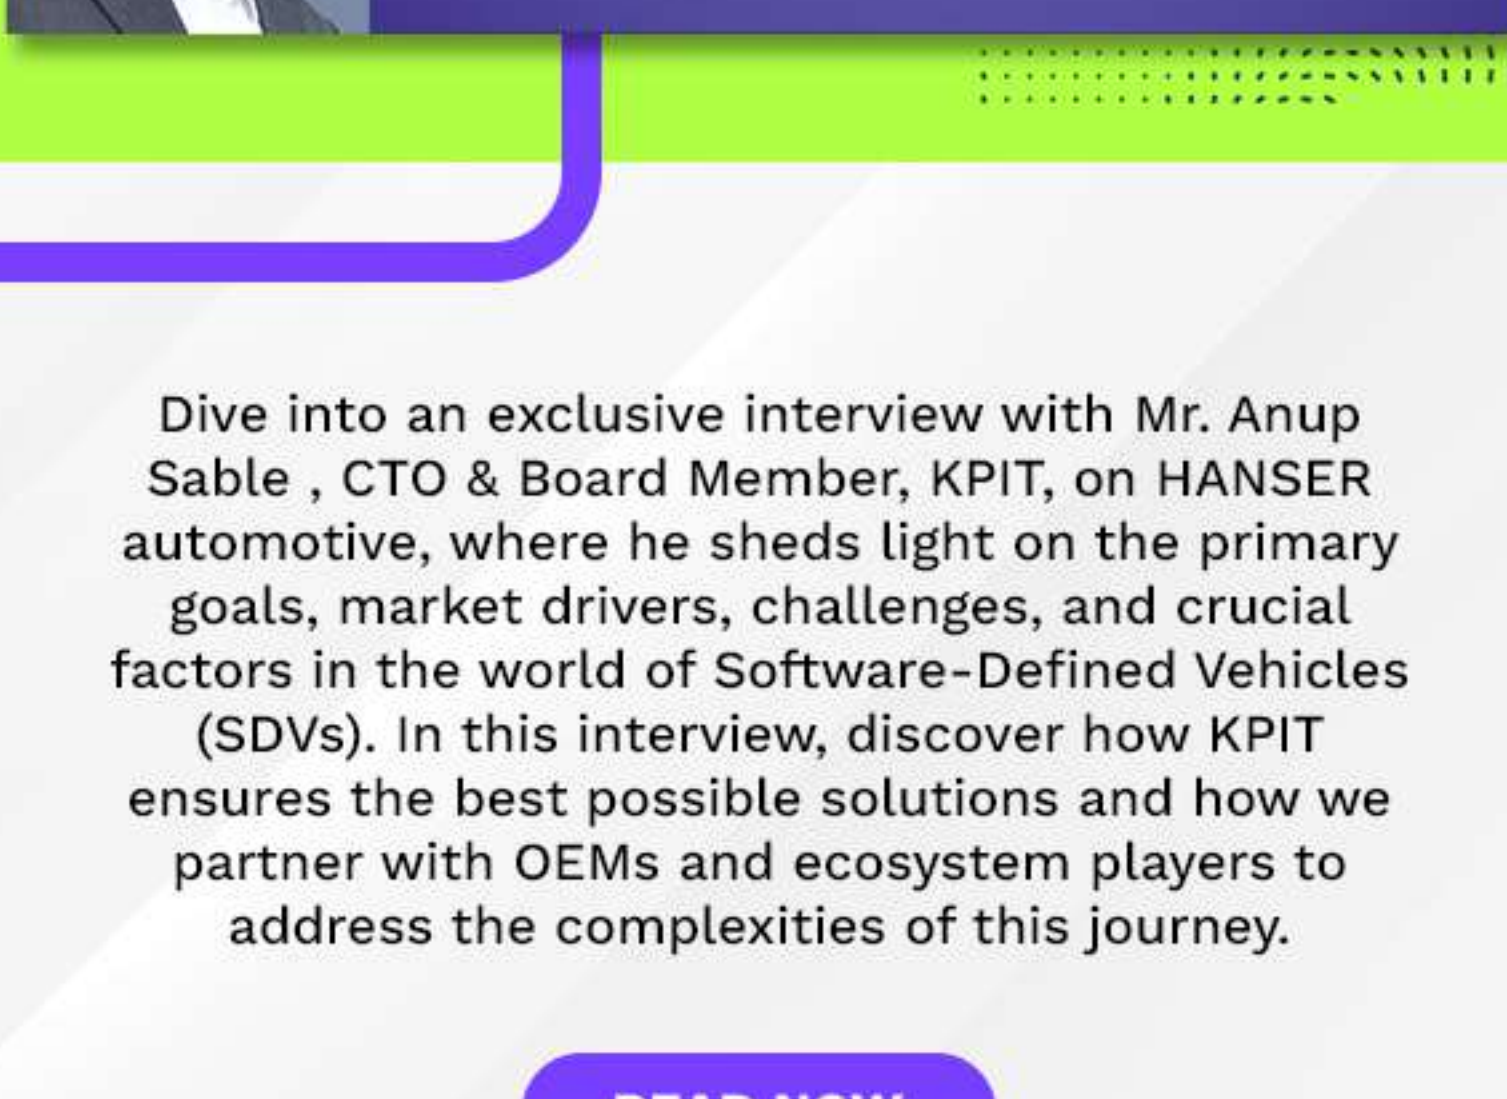 Dive into an exclusive interview with Mr. Anup
Sable , CTO & Board Member, KPIT, on HANSER
automotive, where he sheds light on the primary
goals, market drivers, challenges, and crucial
factors in the world of Software-Defined Vehicles
(SDVs). In this interview, discover how KPIT
ensures the best possible solutions and how we
partner with OEMs and ecosystem players to
address the complexities of this journey.
READ NOW